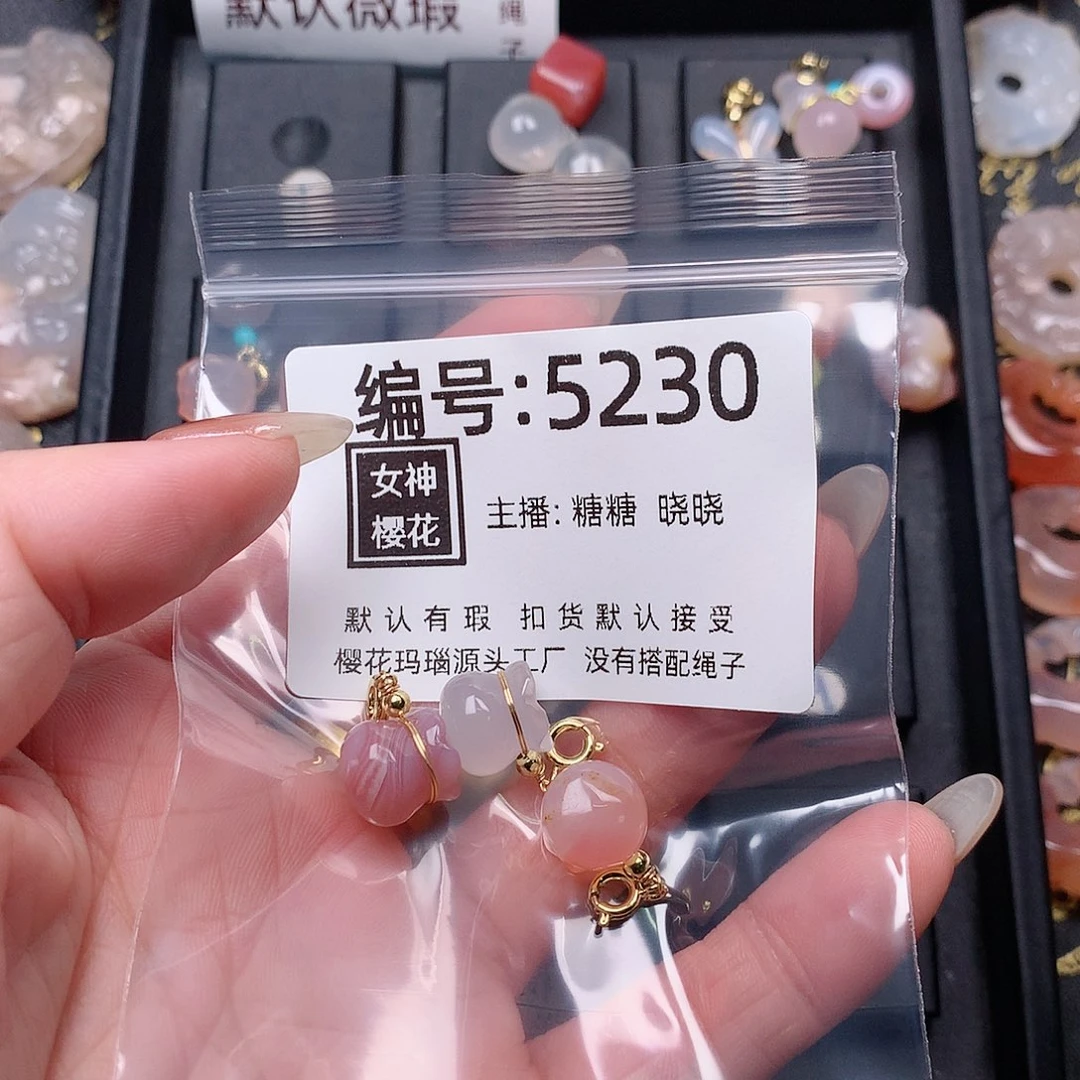 默认微瑕
绳子
编号:5230
女神
樱花
主播: 糖糖 晓晓
默认有瑕 扣货默认接受
樱花玛瑙源头工厂 没有搭配绳子